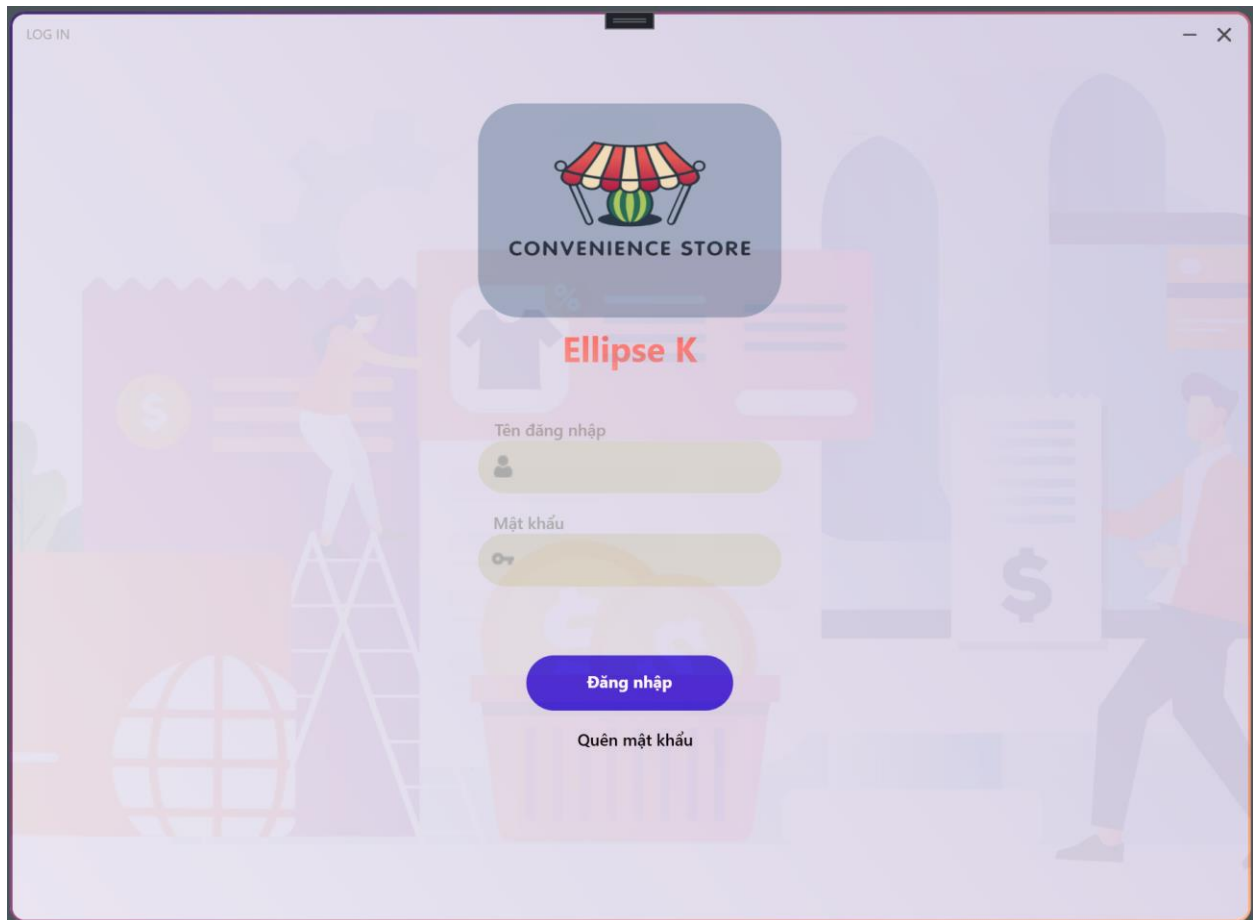 LOG IN
CONVENIENCE STORE
%
Ellipse K
$
Tên đăng nhập
Mật khẩu
$
Đăng nhập
Quên mật khẩu